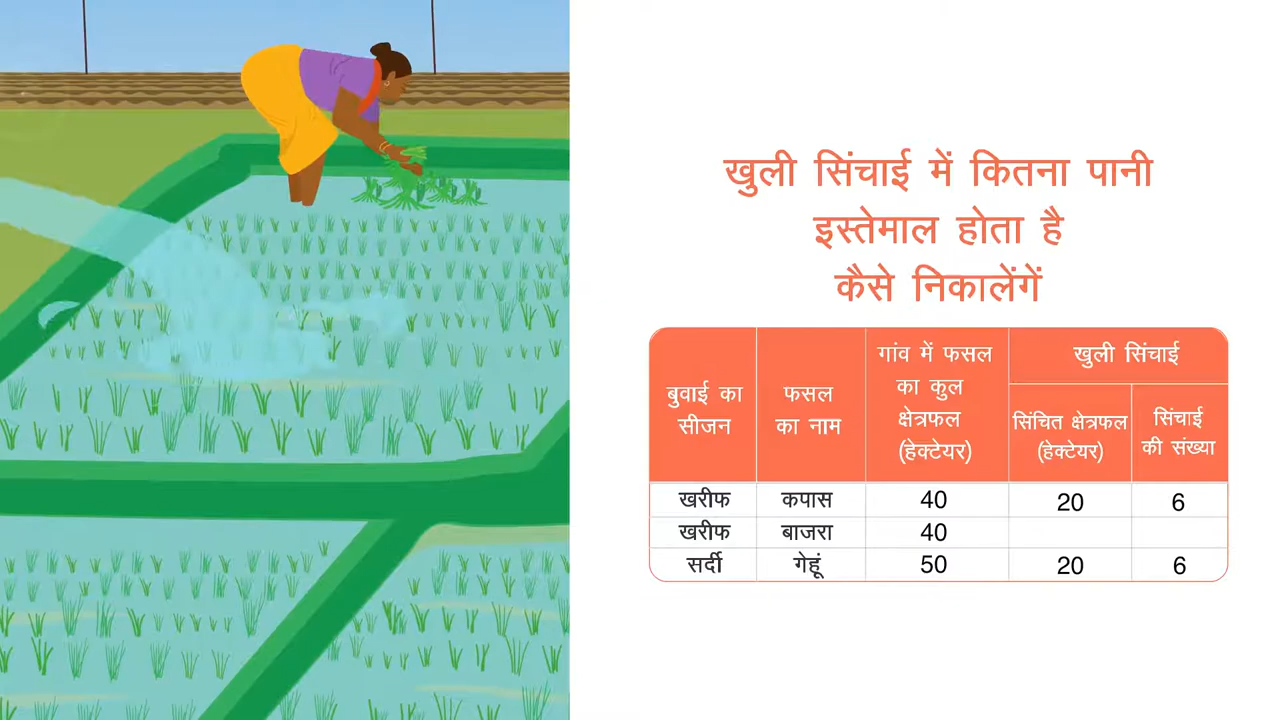 खुली सिंचाई में कितना पानी
इस्तेमाल होता है
कैसे निकालेंगें
बुवाई का सीजन
फसल का नाम
गांव में फसल का कुल क्षेत्रफल (हेक्टेयर)
खुली सिंचाई
सिंचित क्षेत्रफल (हेक्टेयर)
सिंचाई की संख्या
खरीफ कपास 40 20 6
खरीफ बाजरा 40
सर्दी गेहूं 50 20 6